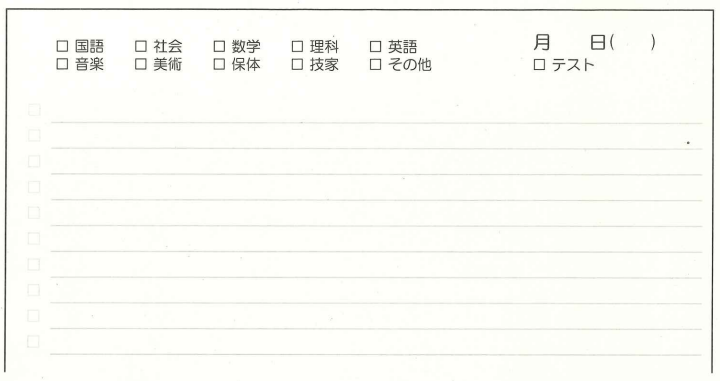 □ 国語 □ 社会 □ 数学 □ 理科 □ 英語 月 日( )
□ 音楽 □ 美術 □ 保体 □ 技家 □ その他 □ テスト